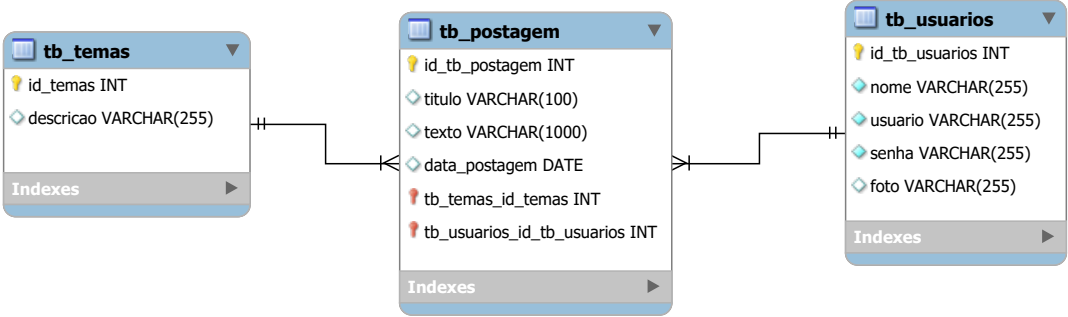 tb_temas
id_temas INT
descricao VARCHAR(255)
Indexes
tb_postagem
id_tb_postagem INT
titulo VARCHAR(100)
texto VARCHAR(1000)
data_postagem DATE
tb_temas_id_temas INT
tb_usuarios_id_tb_usuarios INT
Indexes
tb_usuarios
id_tb_usuarios INT
nome VARCHAR(255)
usuario VARCHAR(255)
senha VARCHAR(255)
foto VARCHAR(255)
Indexes